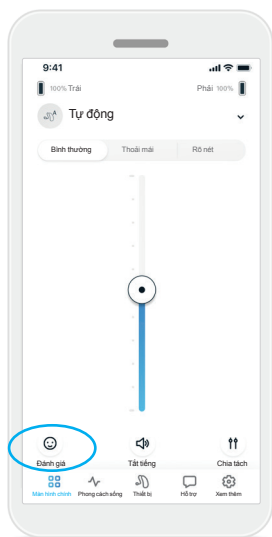 9:41
100% Trái Phải 100%
Tự động
Bình thường Thoải mái Rõ nét
Đánh giá Tắt tiếng Chia tách
Màn hình chính Phong cách sống Thiết bị Hỗ trợ Xem thêm